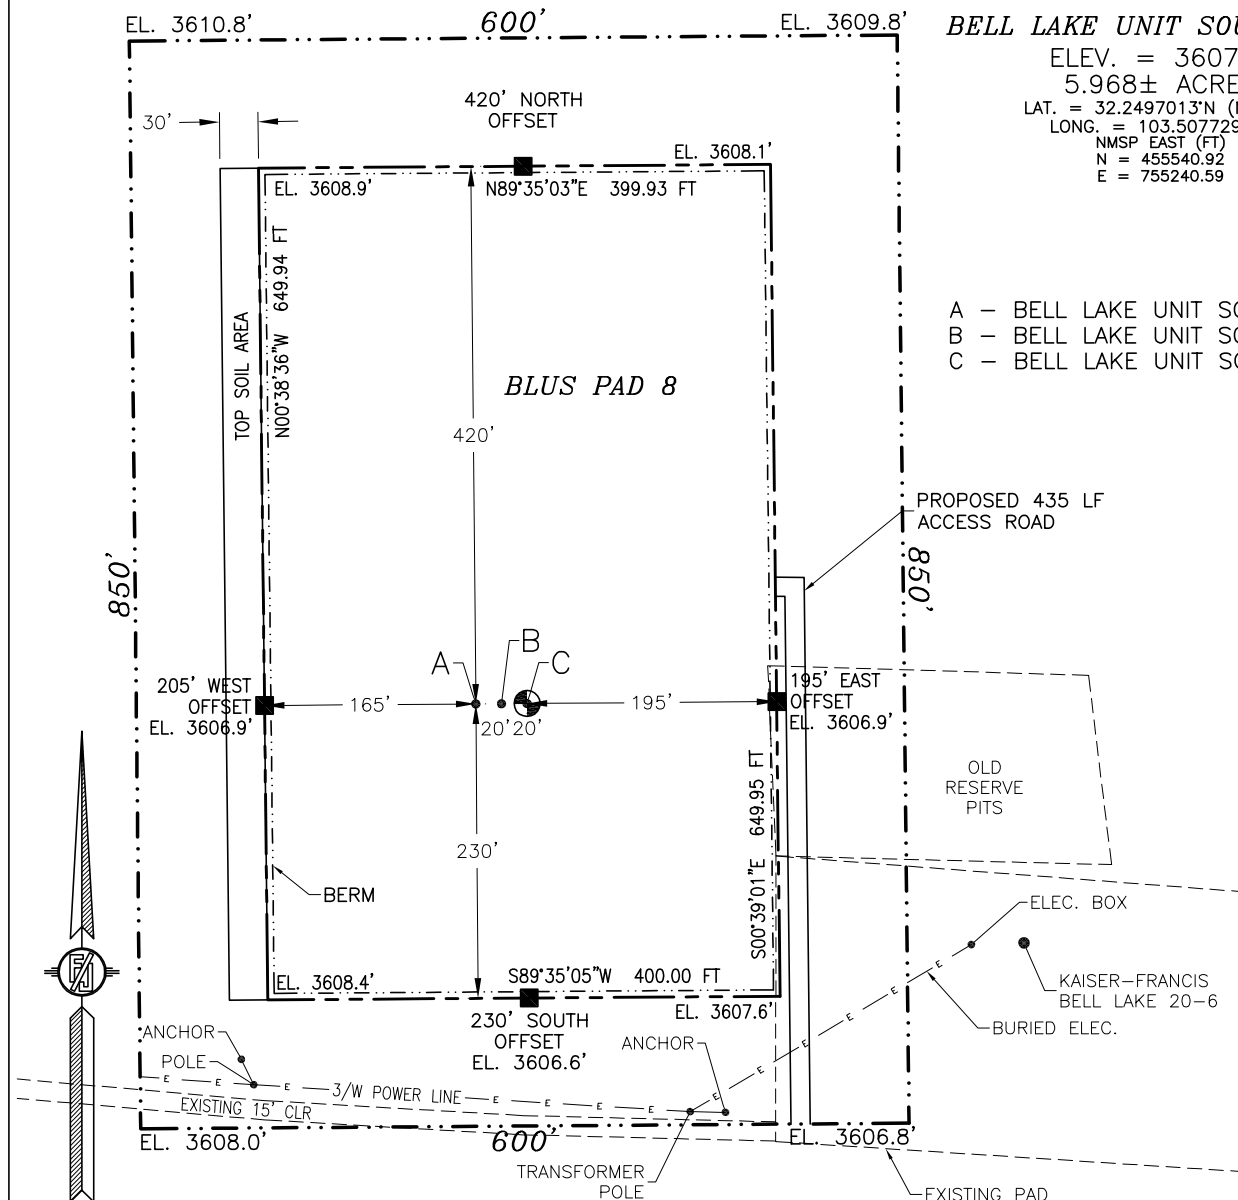 EL. 3610.8'
600'
EL. 3609.8'
BELL LAKE UNIT
ELEV. = 3607
5.968±
LAT. = 32.2497013°N
LONG. = 103.507729
NMSP EAST (FT)
N = 455540.92
E = 755240.59
420' NORTH
OFFSET
30'
EL. 3608.1'
EL. 3608.9'
N89°35'03"E 399.93 FT
TOP SOIL AREA
N00°38'36"W 649.94 FT
A – BELL LAKE UNIT
B – BELL LAKE UNIT
C – BELL LAKE UNIT
BLUS PAD 8
420'
PROPOSED 435 LF
ACCESS ROAD
850'
850'
A
B
C
205' WEST
OFFSET
EL. 3606.9'
165'
20' 20'
195'
195' EAST
OFFSET
EL. 3606.9'
OLD
RESERVE
PITS
S00°39'01"E 649.95 FT
230'
BERM
ELEC. BOX
KAISER–FRANCIS
BELL LAKE 20–6
BURIED ELEC.
EL. 3608.4'
S89°35'05"W 400.00 FT
EL. 3607.6'
230' SOUTH
OFFSET
EL. 3606.6'
FJ
ANCHOR
POLE
ANCHOR
E E E 3/W POWER LINE E E E E
E E E E E
EXISTING 15' CLR
EL. 3608.0'
600'
EL. 3606.8'
TRANSFORMER
POLE
EXISTING PAD